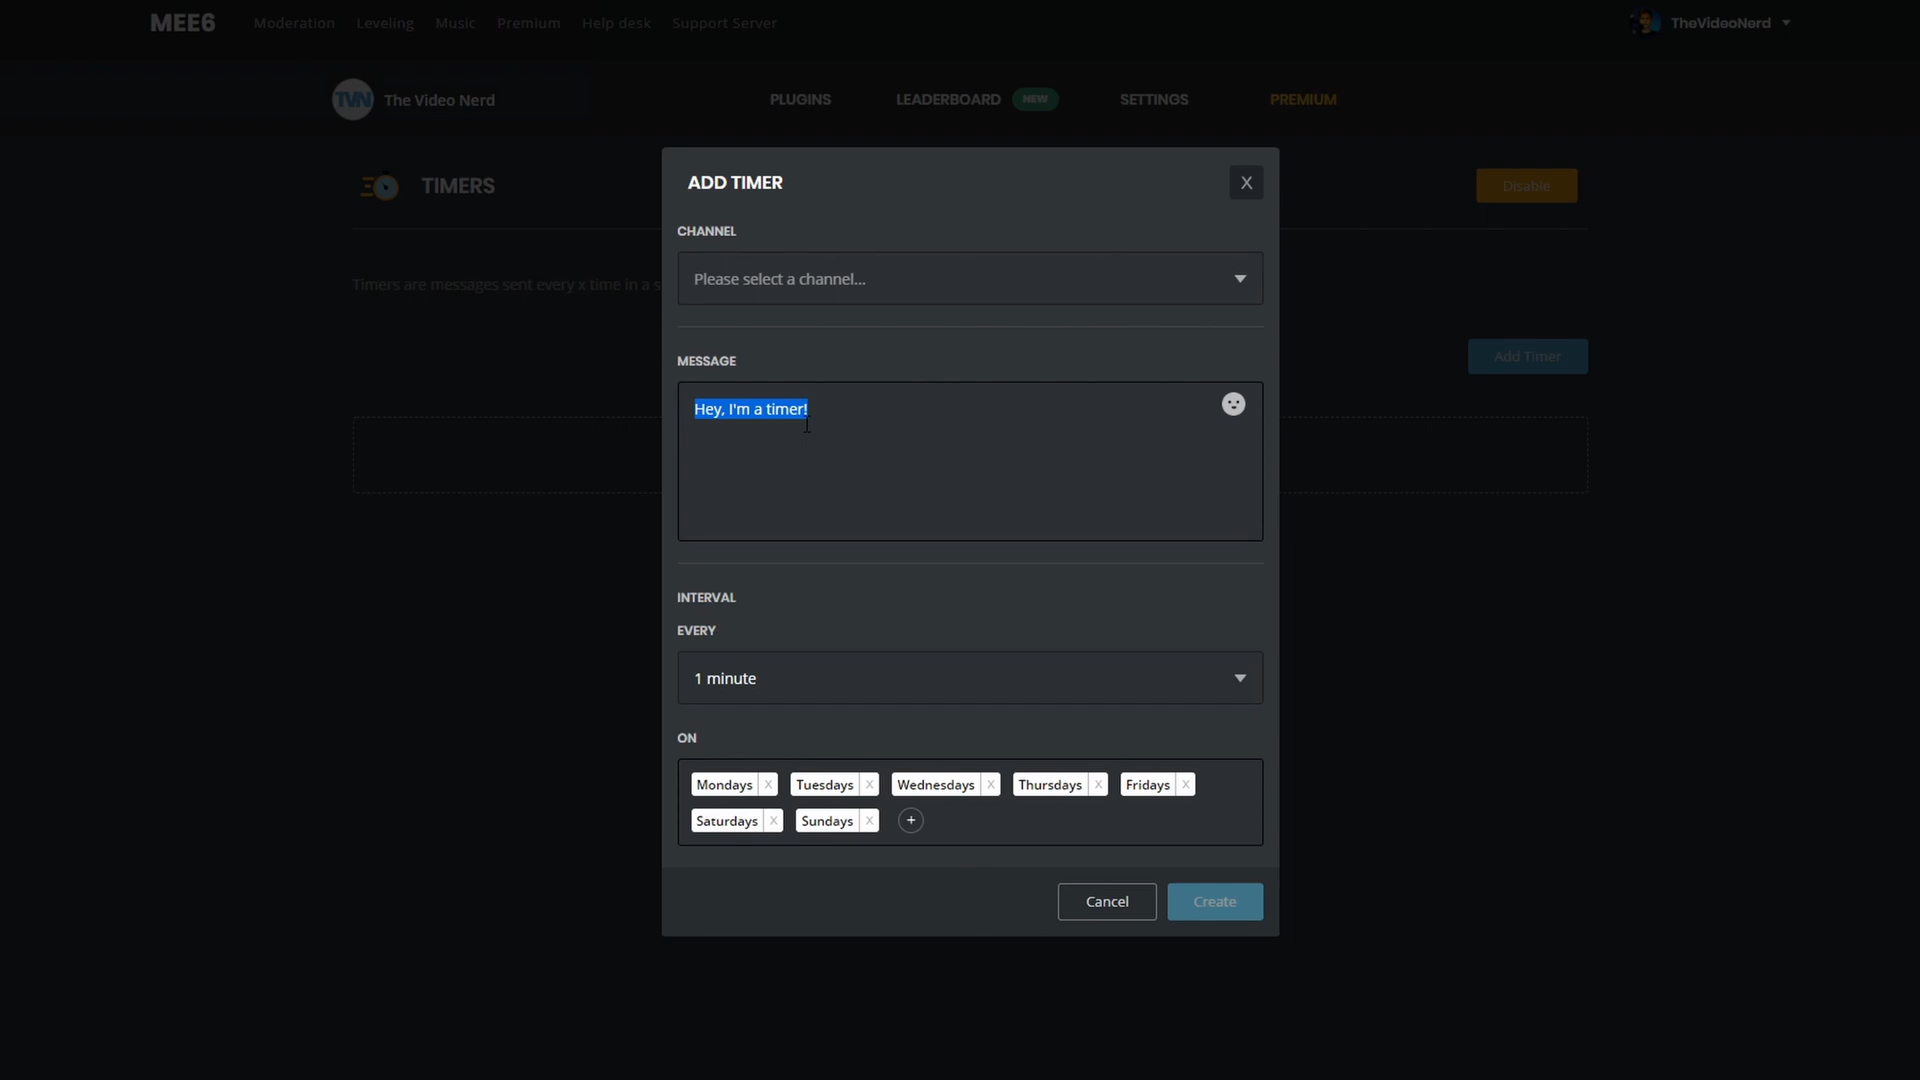 MEE6 Moderation Leveling Music Premium Help desk Support Server TheVideoNerd
TVN The Video Nerd PLUGINS LEADERBOARD NEW SETTINGS PREMIUM
TIMERS Disable
Timers are messages sent every x time in a s
Add Timer
ADD TIMER X
CHANNEL
Please select a channel...
MESSAGE
Hey, I'm a timer!
INTERVAL
EVERY
1 minute
ON
Mondays x Tuesdays x Wednesdays x Thursdays x Fridays x
Saturdays x Sundays x +
Cancel Create